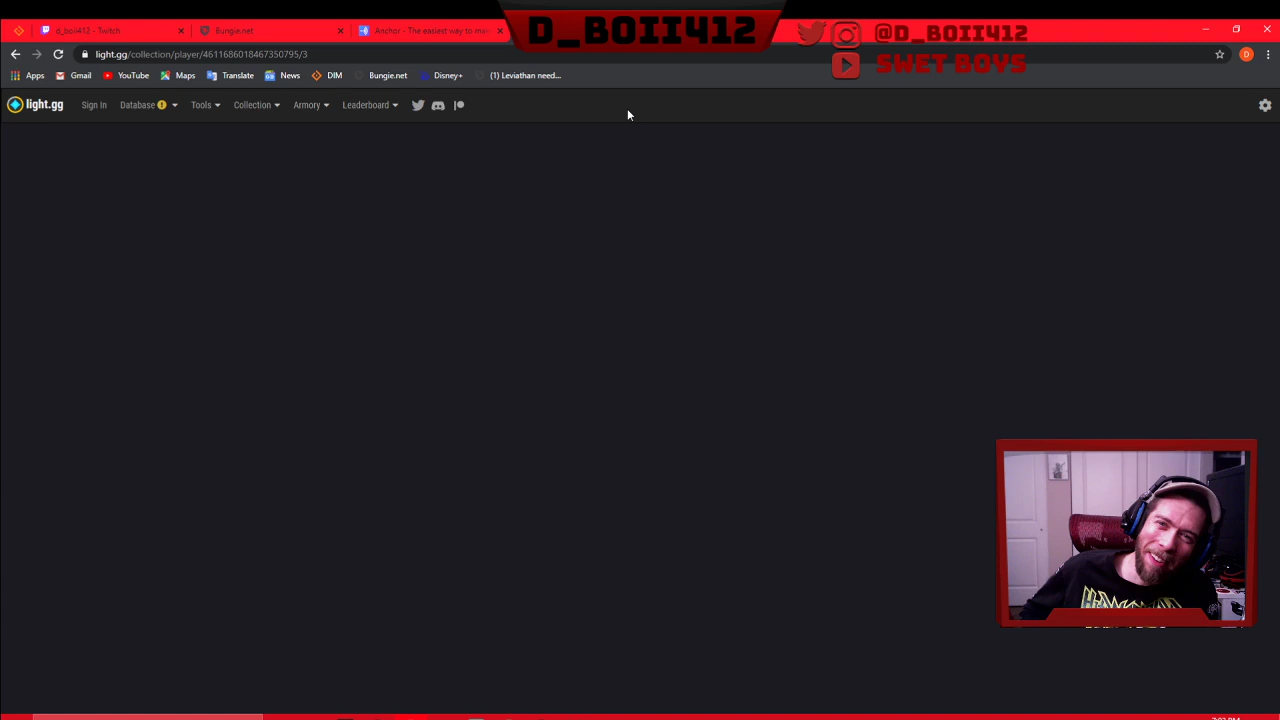 D_BOII412
@D_BOII412
SWET BOYS
d_boii412 - Twitch
Bungie.net
Anchor - The easiest way to ma
light.gg/collection/player/4611686018467350795/3
D
Apps
Gmail
YouTube
Maps
Translate
News
DIM
Bungie.net
Disney+
(1) Leviathan need...
light.gg
Sign In
Database
Tools
Collection
Armory
Leaderboard